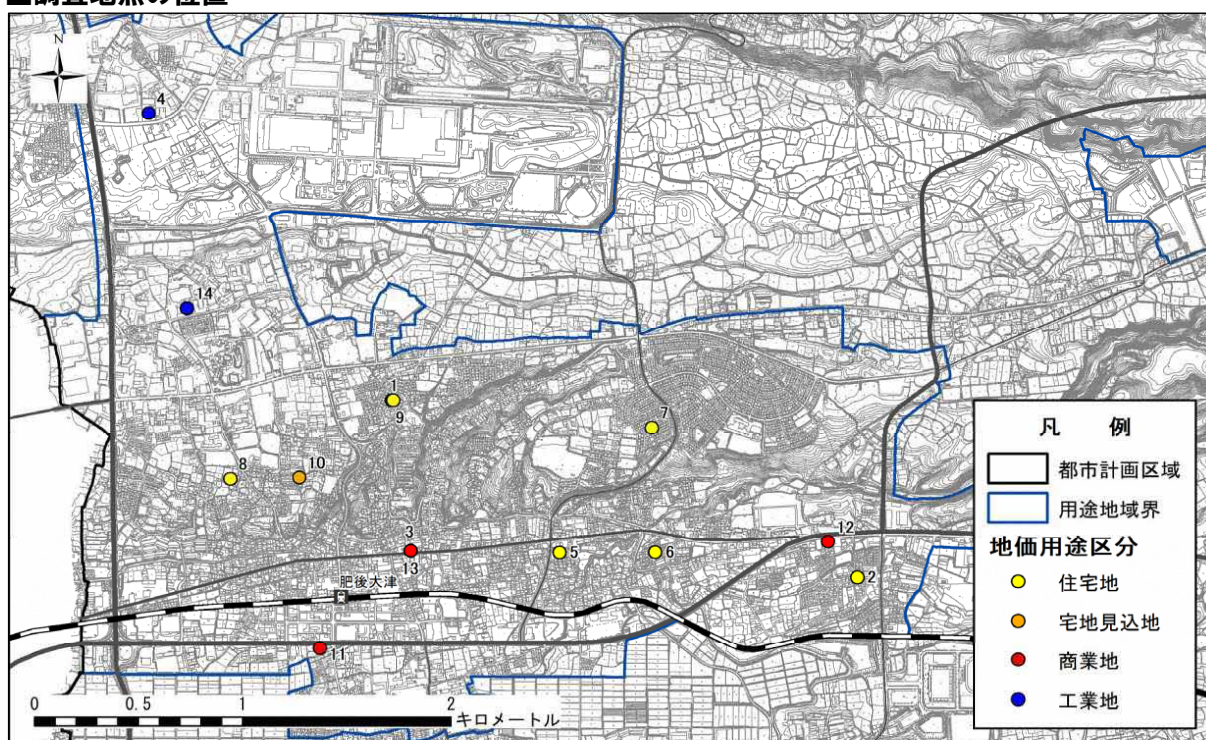 ■調査地点の位置
N
4
14
1
9
7
8
10
3
13
12
5
6
2
肥後大津
11
凡 例
都市計画区域
用途地域界
地価用途区分
住宅地
宅地見込地
商業地
工業地
0 0.5 1 2
キロメートル